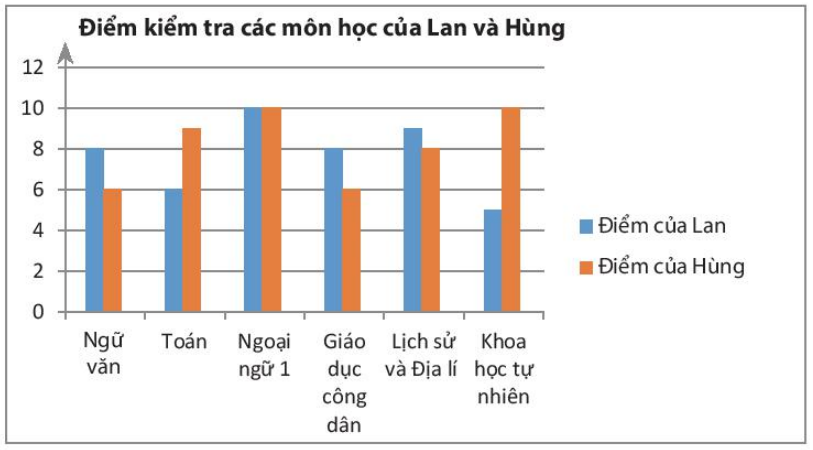 Điểm kiểm tra các môn học của Lan và Hùng
12
10
8
6
4
2
0
Ngữ
văn
Toán
Ngoại
ngữ 1
Giáo
dục
công
dân
Lịch sử
và Địa lí
Khoa
học tự
nhiên
Điểm của Lan
Điểm của Hùng